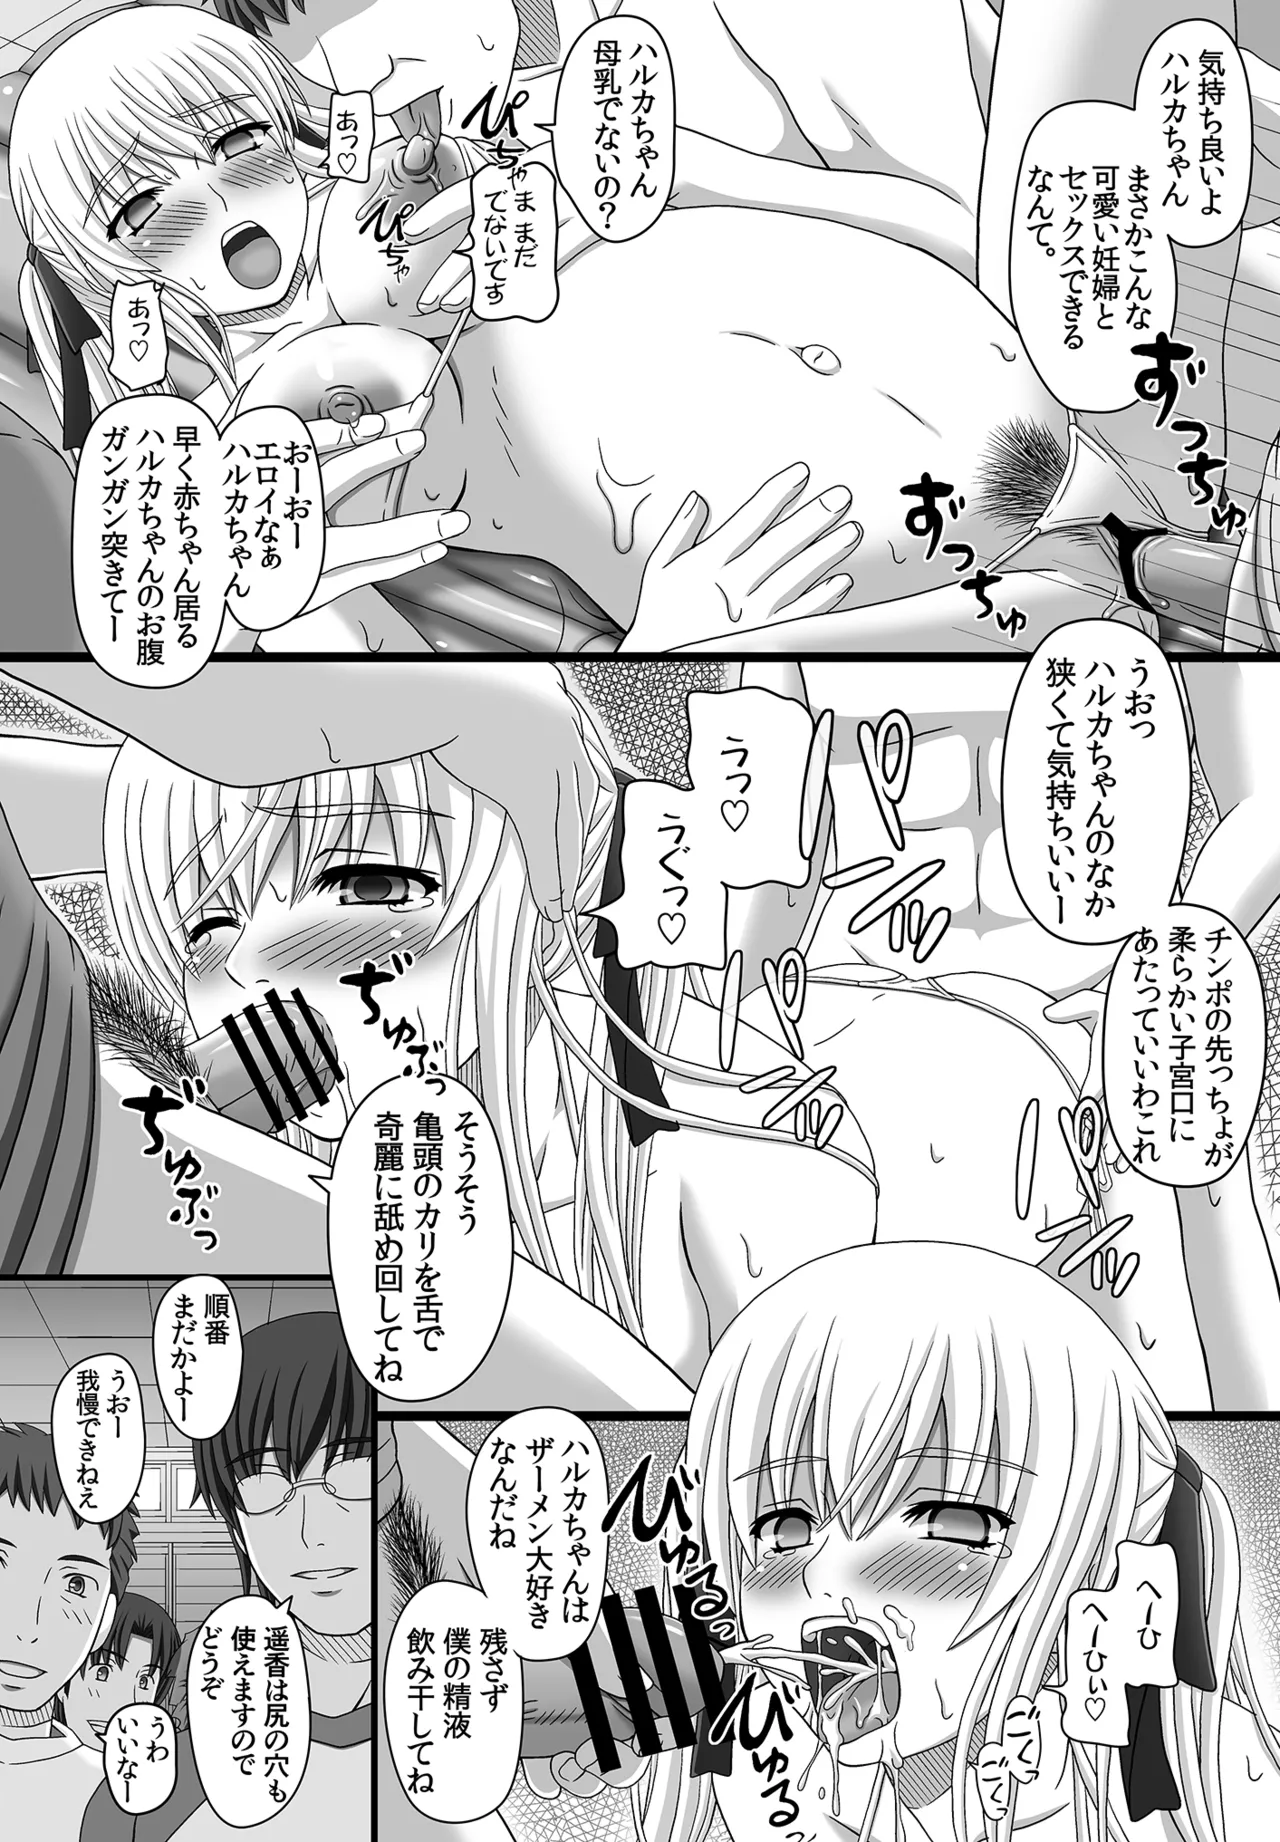 気持ち良いよ
ハルカちゃん
まさかこんな
可愛い妊婦と
セックスできる
なんて。
ずっちゅ
ずっちゅ
ハルカちゃん
母乳でないの？
ま まだ
でないです
ぴちゃ
ぴちゃ
あっ♡
あっ♡
おーおー
エロイなぁ
ハルカちゃん
早く赤ちゃん居る
ハルカちゃんのお腹
ガンガン突きてー
うおっ
ハルカちゃんのなか
狭くて気持ちいいー
チンポの先っちょが
柔らかい子宮口に
あたっていいわこれ
うっ♡
うぐっ♡
パンパン
パンパン
ぢゅぶっ
ぢゅぶっ
そうそう
亀頭のカリを舌で
奇麗に舐め回してね
順番
まだかよー
うおー
我慢できねえ
遥香は尻の穴も
使えますので
どうぞ
うわ
いいなー
ハルカちゃんは
ザーメン大好き
なんだね
残さず
僕の精液
飲み干してね
びゅるるっ
びゅるっ
へーひ
へーひぃ♡
ごくっ
ごくっ